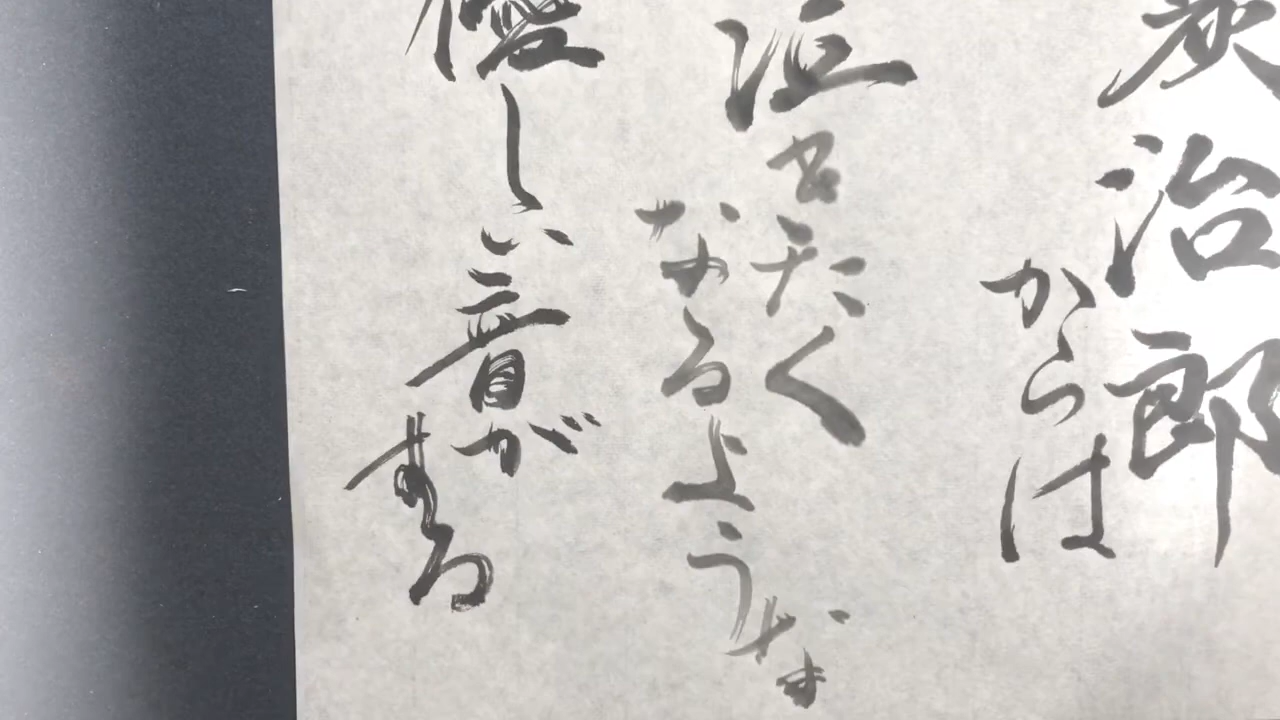 炭治郎
からは
泣きたく
なるような
優しい音が
する